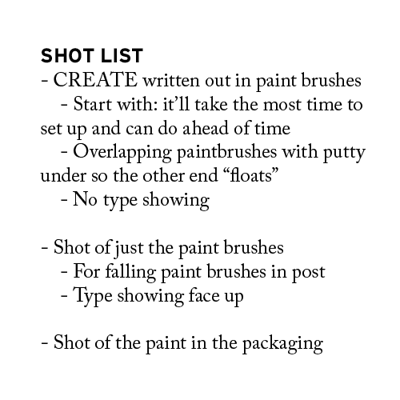 SHOT LIST
- CREATE written out in paint brushes
- Start with: it’ll take the most time to
set up and can do ahead of time
- Overlapping paintbrushes with putty
under so the other end “floats”
- No type showing
- Shot of just the paint brushes
- For falling paint brushes in post
- Type showing face up
- Shot of the paint in the packaging